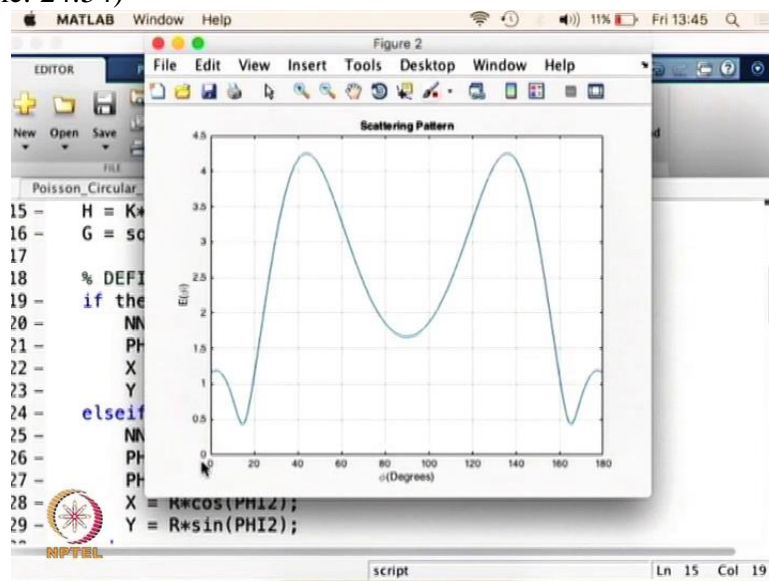 MATLAB Window Help 11% Fri 13:45
Figure 2
File Edit View Insert Tools Desktop Window Help
EDITOR
New Open Save
FILE
Poisson_Circular_
Scattering Pattern
4.5
4
3.5
3
2.5
2
1.5
1
0.5
0
E(phi)
0 20 40 60 80 100 120 140 160 180
ϕ(Degrees)
15 - H = K*
16 - G = sq
17
18 % DEFI
19 - if the
20 - NN
21 - PH
22 - X
23 - Y
24 - elseif
25 - NN
26 - PH
27 - PH
28 - X = R*cos(PHI2);
29 - Y = R*sin(PHI2);
NPTEL
script Ln 15 Col 19